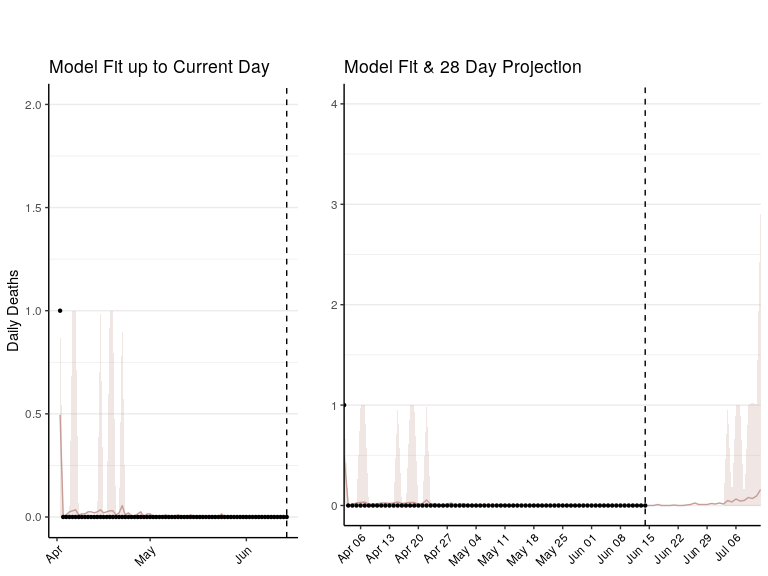 Model Fit up to Current Day
Model Fit & 28 Day Projection
Daily Deaths
2.0
1.5
1.0
0.5
0.0
Apr
May
Jun
4
3
2
1
0
Apr 06
Apr 13
Apr 20
Apr 27
May 04
May 11
May 18
May 25
Jun 01
Jun 08
Jun 15
Jun 22
Jun 29
Jul 06